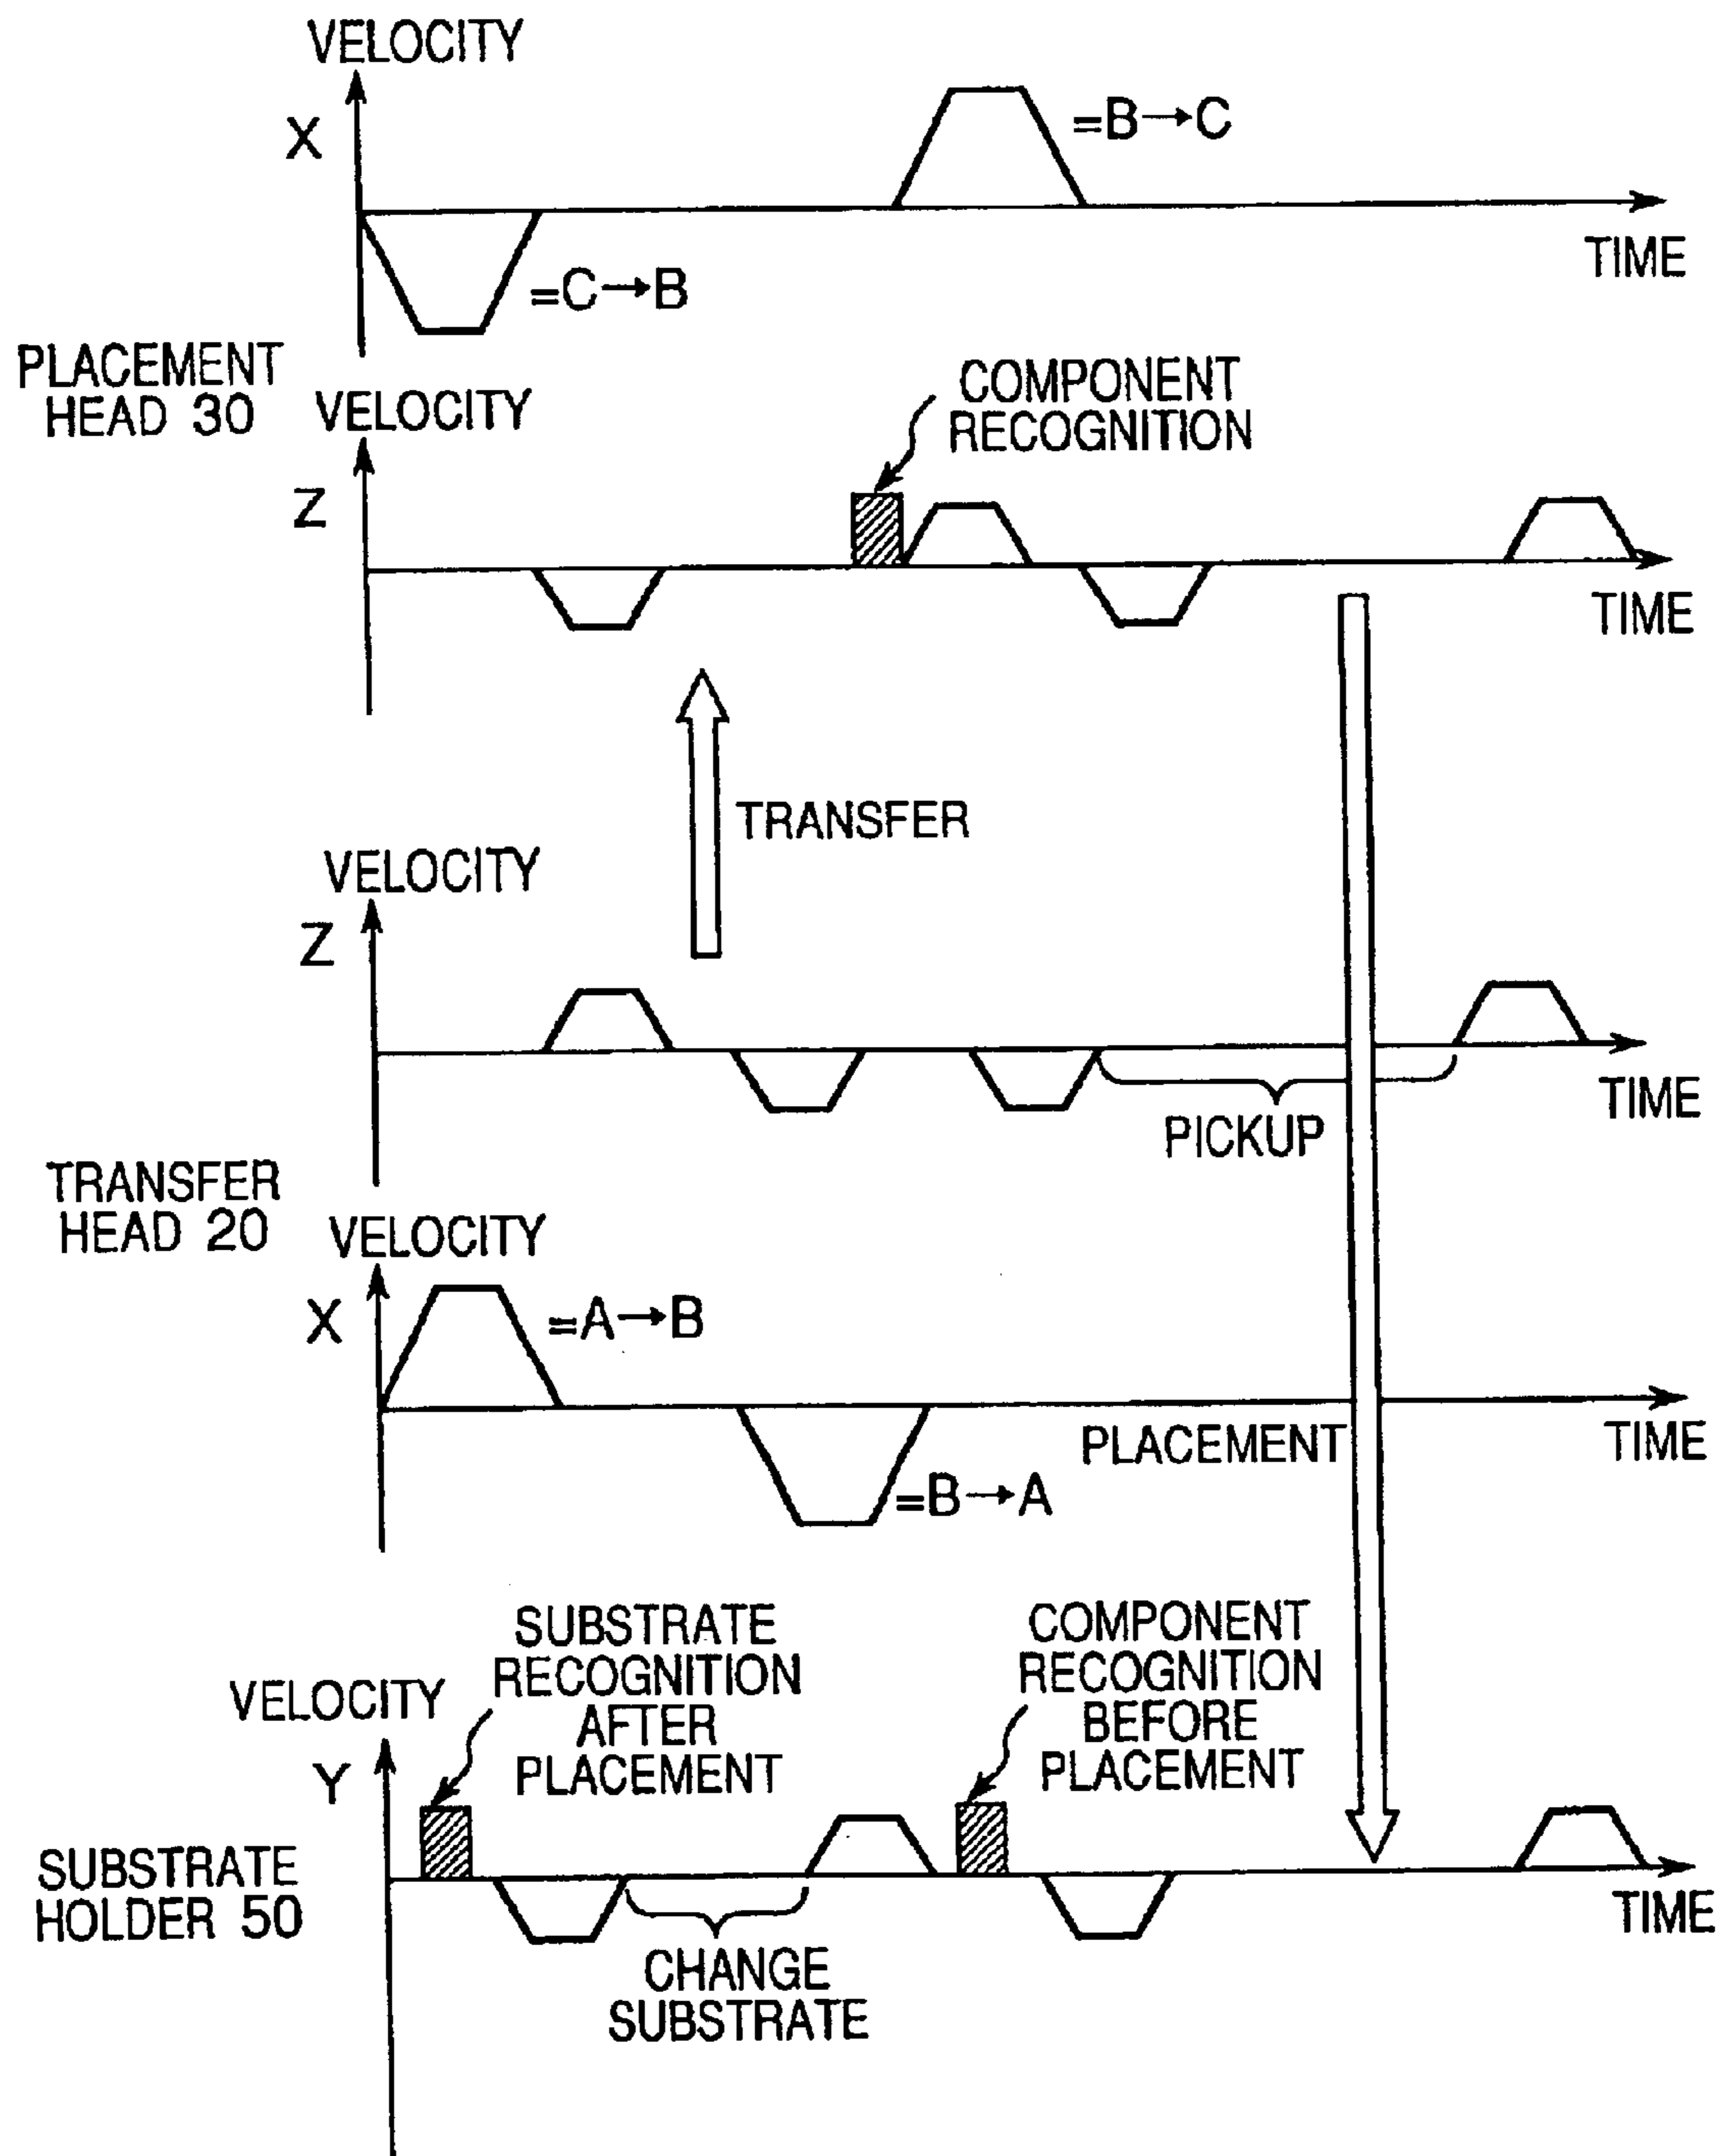 VELOCITY
X
=B→C
TIME
=C→B
PLACEMENT
HEAD 30
VELOCITY
COMPONENT
RECOGNITION
Z
TIME
TRANSFER
VELOCITY
Z
TIME
PICKUP
TRANSFER
HEAD 20
VELOCITY
X
=A→B
PLACEMENT
TIME
=B→A
SUBSTRATE
RECOGNITION
AFTER
PLACEMENT
COMPONENT
RECOGNITION
BEFORE
PLACEMENT
VELOCITY
Y
SUBSTRATE
HOLDER 50
TIME
CHANGE
SUBSTRATE